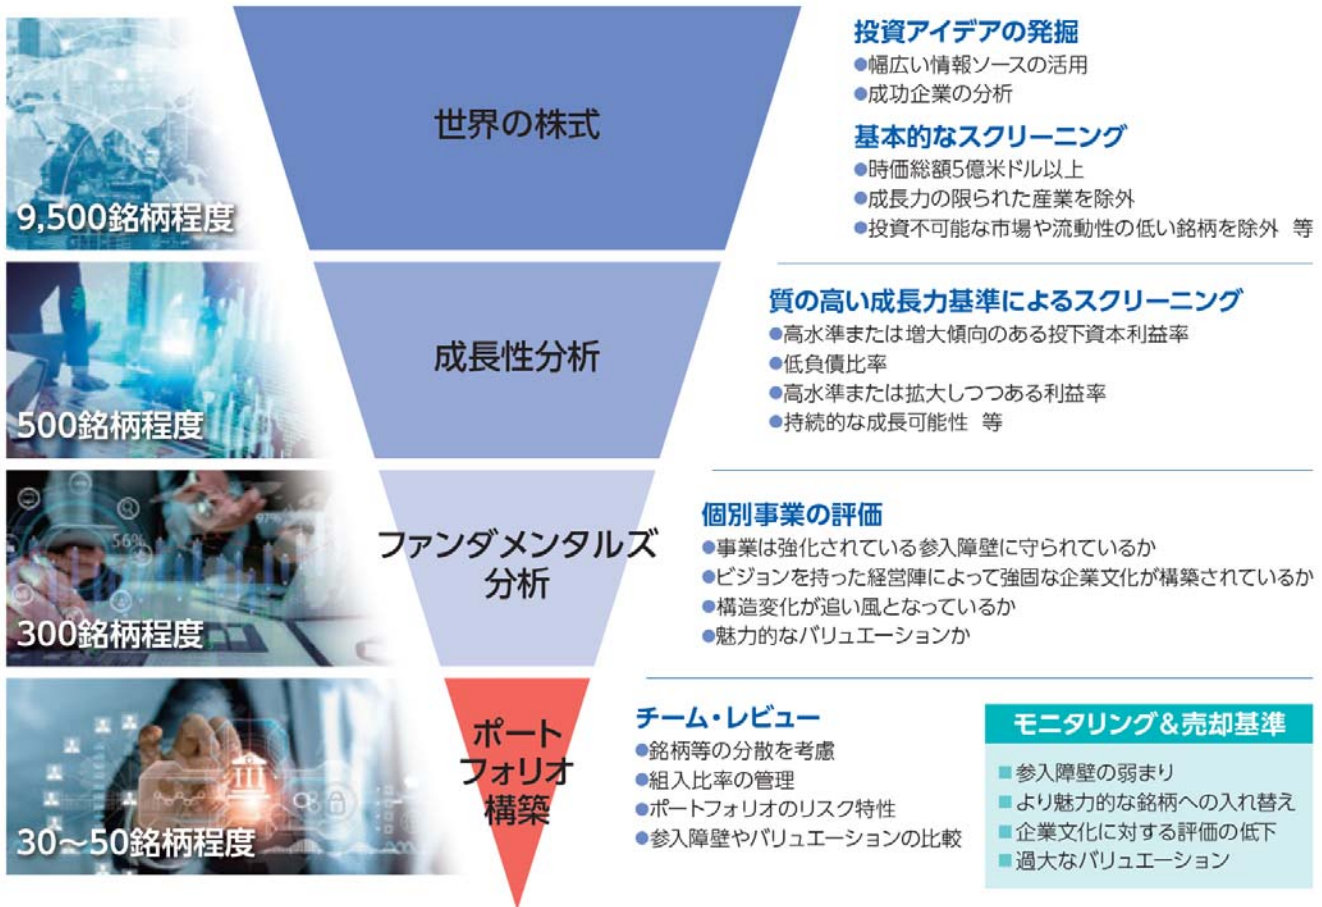 世界の株式
9,500銘柄程度
投資アイデアの発掘
●幅広い情報ソースの活用
●成功企業の分析
基本的なスクリーニング
●時価総額5億米ドル以上
●成長力の限られた産業を除外
●投資不可能な市場や流動性の低い銘柄を除外 等
成長性分析
500銘柄程度
質の高い成長力基準によるスクリーニング
●高水準または増大傾向のある投下資本利益率
●低負債比率
●高水準または拡大しつつある利益率
●持続的な成長可能性 等
97%
56%
ファンダメンタルズ
分析
300銘柄程度
個別事業の評価
●事業は強化されている参入障壁に守られているか
●ビジョンを持った経営陣によって強固な企業文化が構築されているか
●構造変化が追い風となっているか
●魅力的なバリュエーションか
ポート
フォリオ
構築
30～50銘柄程度
チーム・レビュー
●銘柄等の分散を考慮
●組入比率の管理
●ポートフォリオのリスク特性
●参入障壁やバリュエーションの比較
モニタリング&売却基準
■参入障壁の弱まり
■より魅力的な銘柄への入れ替え
■企業文化に対する評価の低下
■過大なバリュエーション